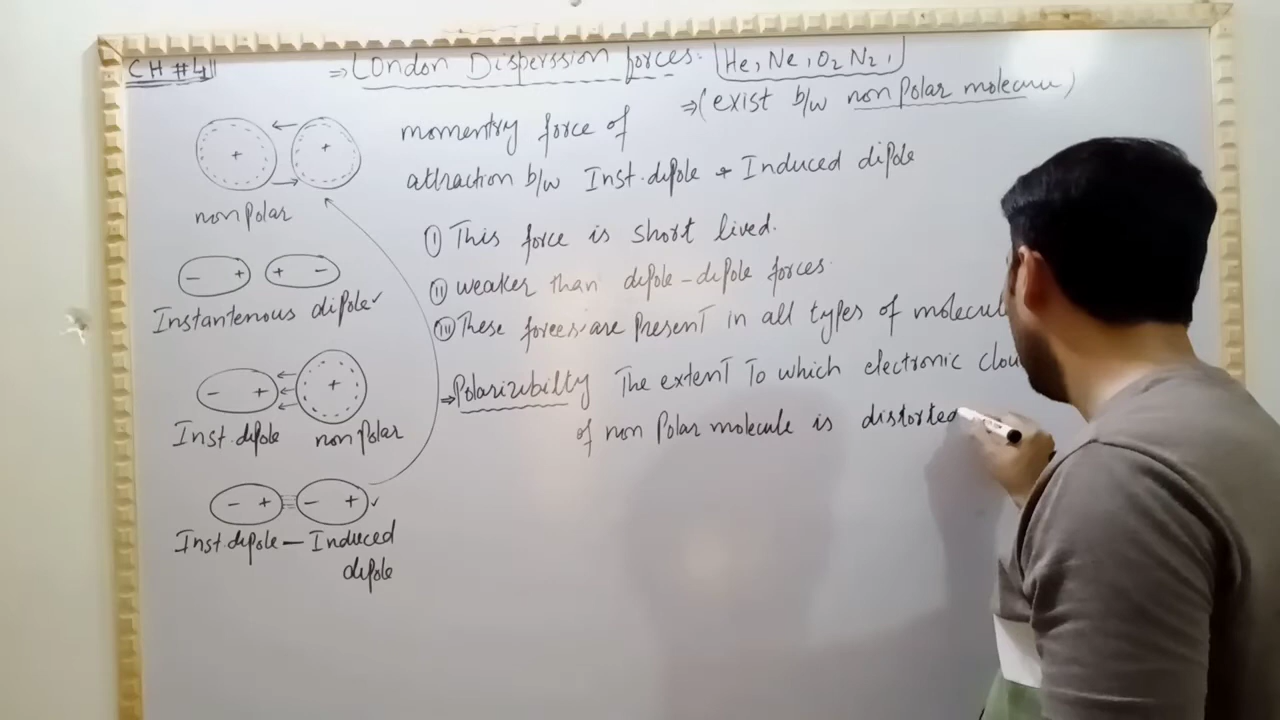 CH #4
⇒ London Disperssion forces: He, Ne, O2 N2,
⇒ (exist b/w non Polar molecule)
momentry force of
attraction b/w Inst.dipole + Induced dipole
(I) This force is short lived.
(II) weaker than dipole-dipole forces.
(III) These forces are Present in all types of molecul
⇒ Polarizubilty The extent To which electronic clou
of non Polar molecule is distorted
+ +
non Polar
- + + -
Instantenous dipole ✓
- + +
Inst.dipole non Polar
- + - + ✓
Inst.dipole — Induced
dipole